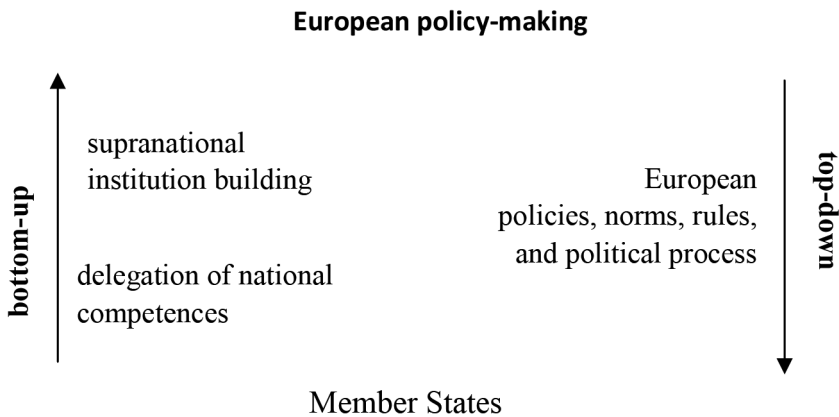 European policy-making
bottom-up
supranational
institution building
delegation of national
competences
European
policies, norms, rules,
and political process
top-down
Member States